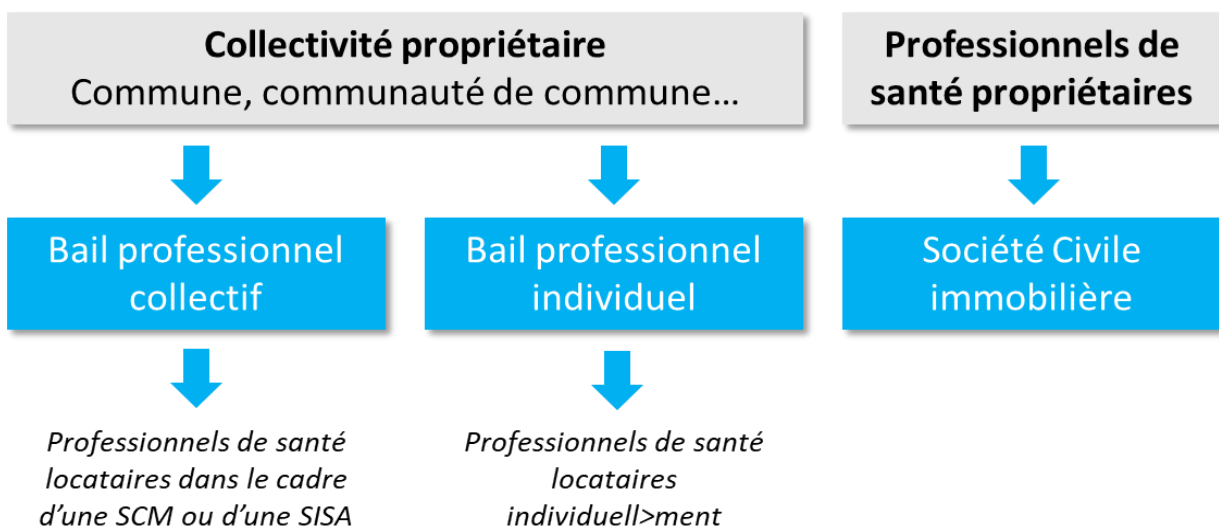 Collectivité propriétaire
Commune, communauté de commune…
Professionnels de
santé propriétaires
Bail professionnel
collectif
Bail professionnel
individuel
Société Civile
immobilière
Professionnels de santé
locataires dans le cadre
d’une SCM ou d’une SISA
Professionnels de santé
locataires
individuell>ment